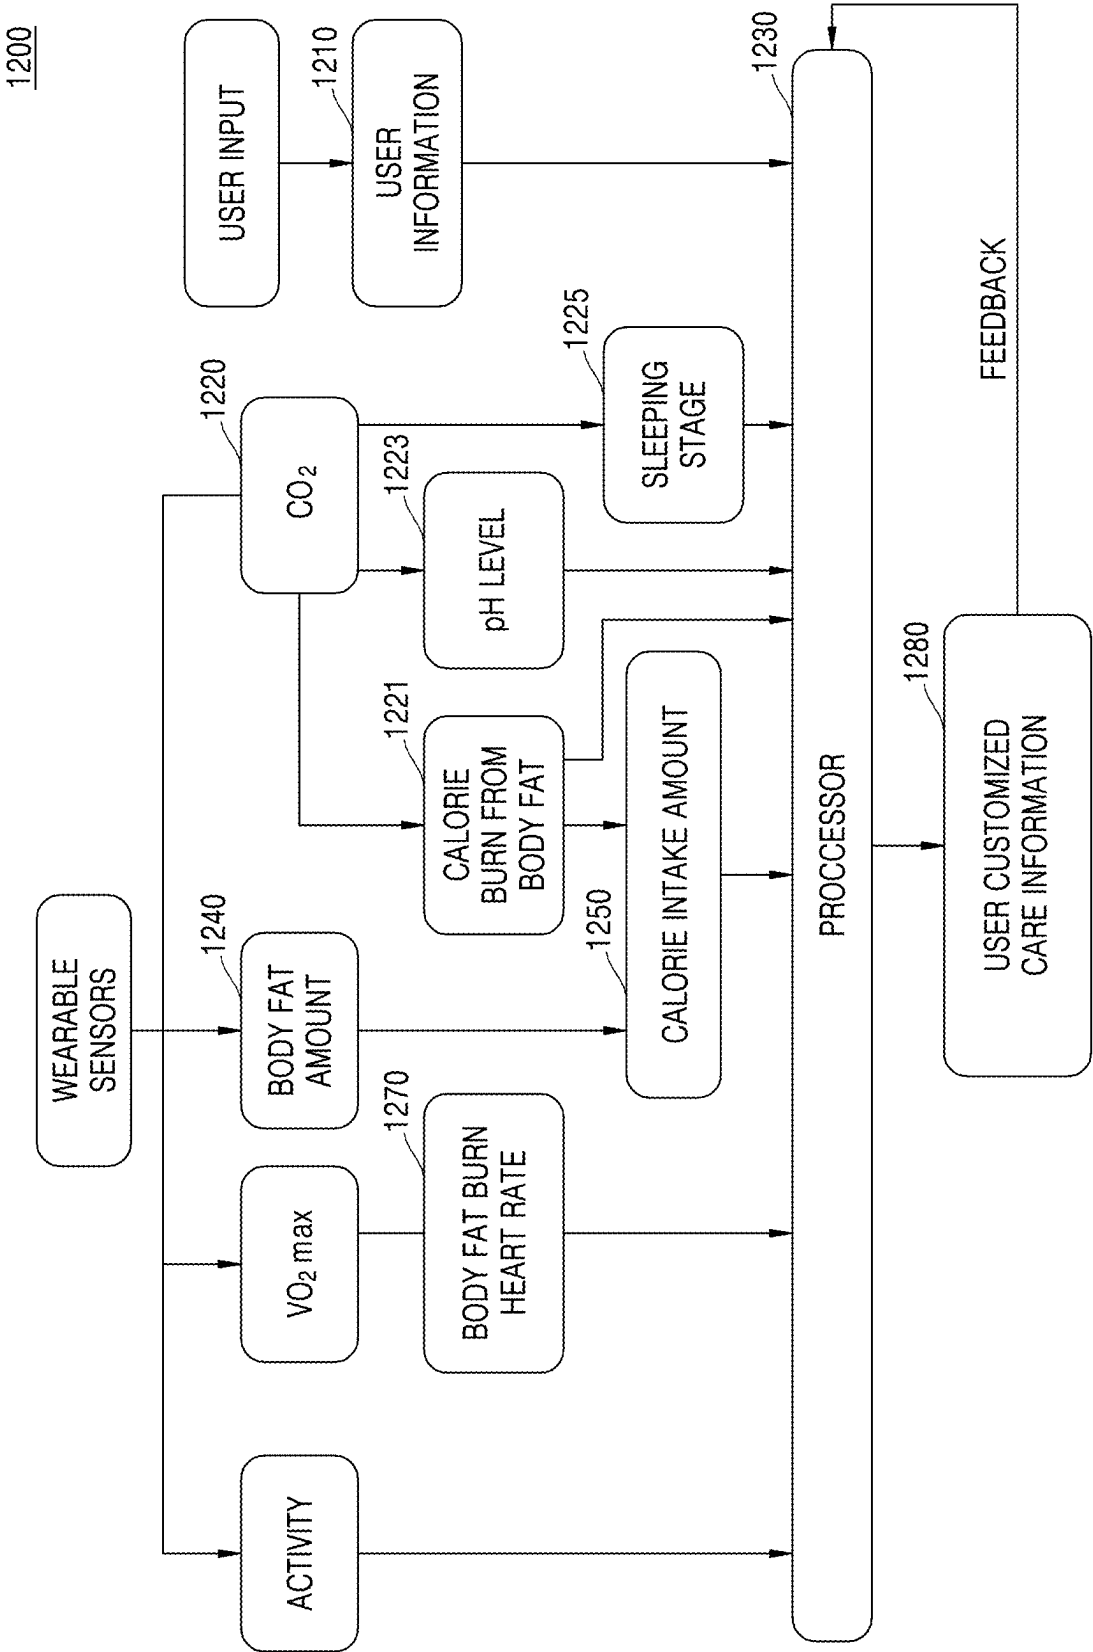 1200
WEARABLE
SENSORS
USER INPUT
ACTIVITY
VO₂ max
1240
BODY FAT
AMOUNT
1220
CO₂
1210
USER
INFORMATION
1270
BODY FAT BURN
HEART RATE
1221
CALORIE
BURN FROM
BODY FAT
1223
pH LEVEL
1225
SLEEPING
STAGE
1250
CALORIE INTAKE AMOUNT
1230
PROCCESSOR
1280
USER CUSTOMIZED
CARE INFORMATION
FEEDBACK